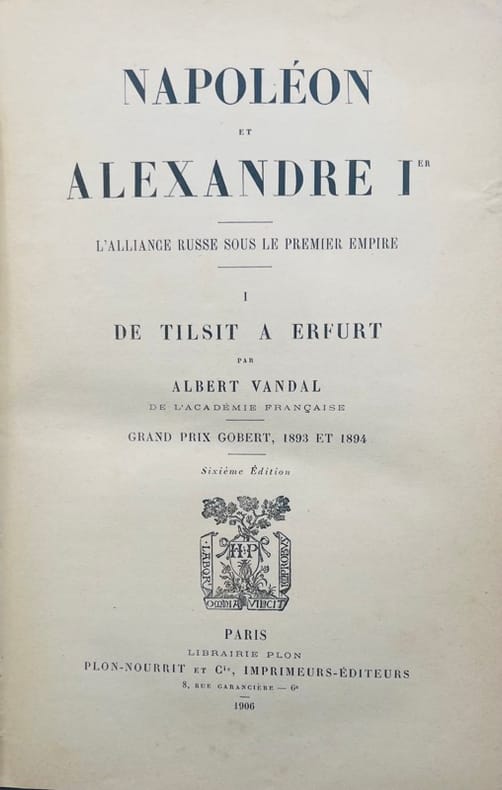 NAPOLÉON
ET
ALEXANDRE IER
L'ALLIANCE RUSSE SOUS LE PREMIER EMPIRE
I
DE TILSIT A ERFURT
PAR
ALBERT VANDAL
DE L'ACADÉMIE FRANÇAISE
GRAND PRIX GOBERT, 1893 ET 1894
Sixième Édition
H P
LABOR
OMNIA VINCIT
IMPROBVS
PARIS
LIBRAIRIE PLON
PLON-NOURRIT ET Cie, IMPRIMEURS-ÉDITEURS
8, RUE GARANCIÈRE — 6e
1906